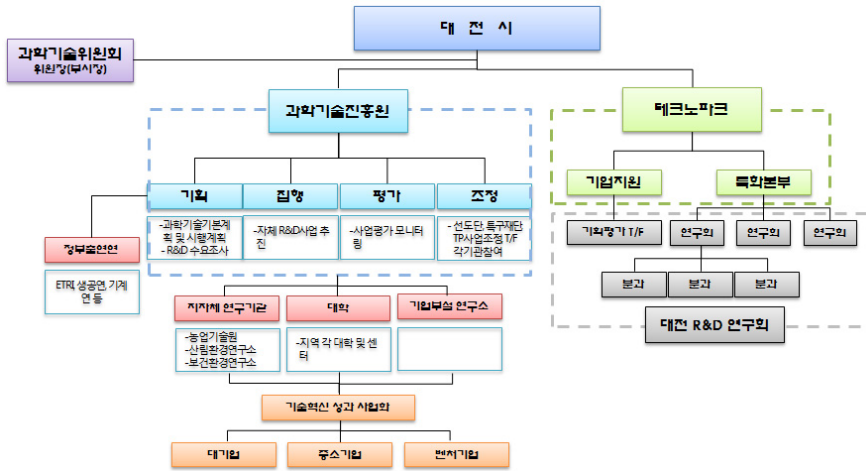 대 전 시
과학기술위원회
위원장(부시장)
과학기술진흥원
테크노파크
기획
집행
평가
조정
기업지원
특화본부
-과학기술기본계
획 및 시행계획
- R&D 수요조사
-자체 R&D사업 추
진
-사업평가 모니터
링
- 선도단, 특구재단
TP사업조정 T/F
각기관참여
정부출연연
ETRI, 생공연, 기계
연 등
기획평가 T/F
연구회
연구회
연구회
분과
분과
분과
대전 R&D 연구회
지자체 연구기관
대학
기업부설 연구소
-농업기술원
-산림환경연구소
-보건환경연구소
-지역 각 대학 및 센
터
기술혁신 성과 사업화
대기업
중소기업
벤처기업